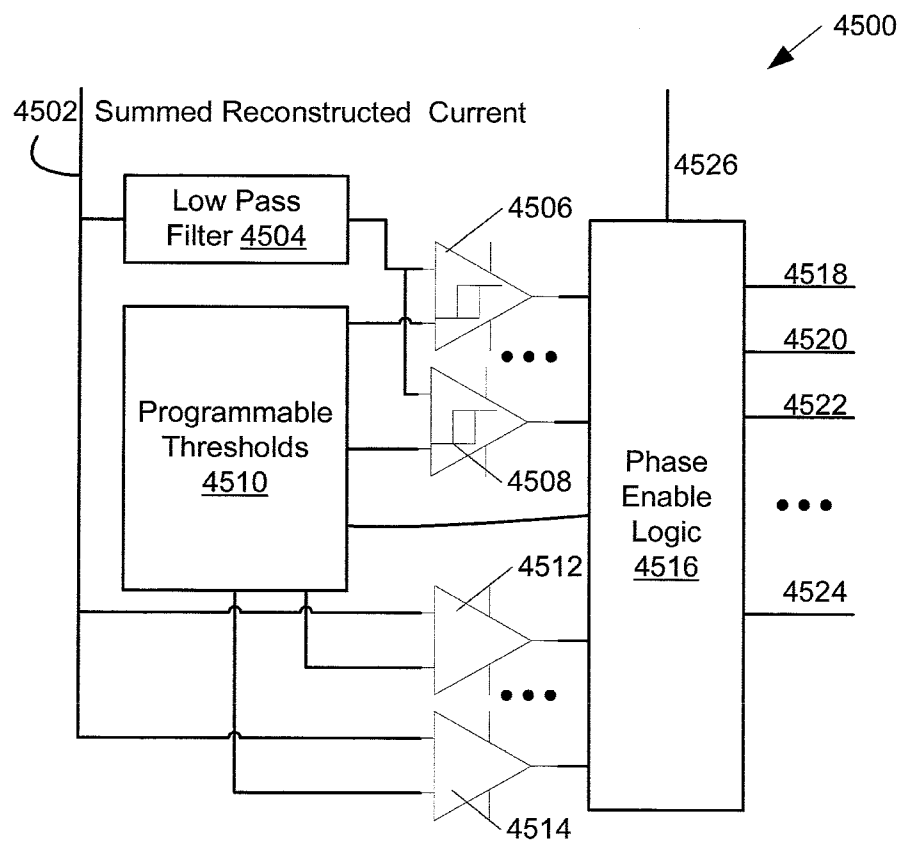 4500
4502 Summed Reconstructed Current
4526
Low Pass
Filter 4504
4506
4518
4520
4522
Programmable
Thresholds
4510
4508
Phase
Enable
Logic
4516
4512
4524
4514